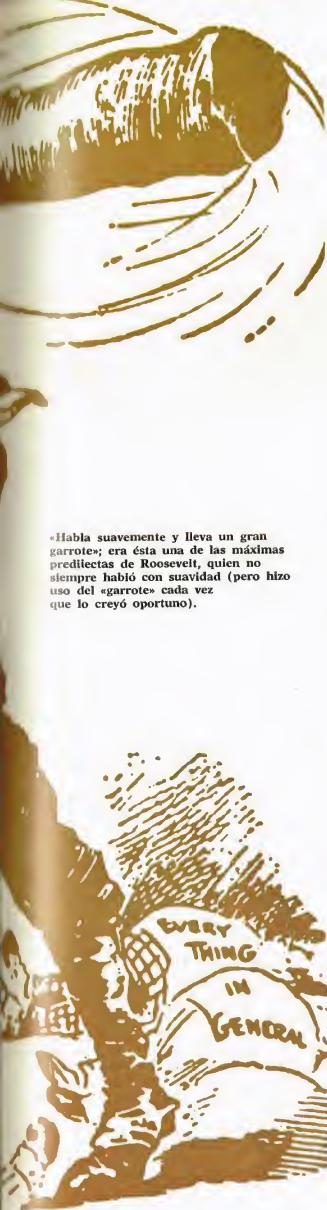 «Habla suavemente y lleva un gran
garrote»; era ésta una de las máximas
predilectas de Roosevelt, quien no
siempre habló con suavidad (pero hizo
uso del «garrote» cada vez
que lo creyó oportuno).
EVERY
THING
IN
GENERAL